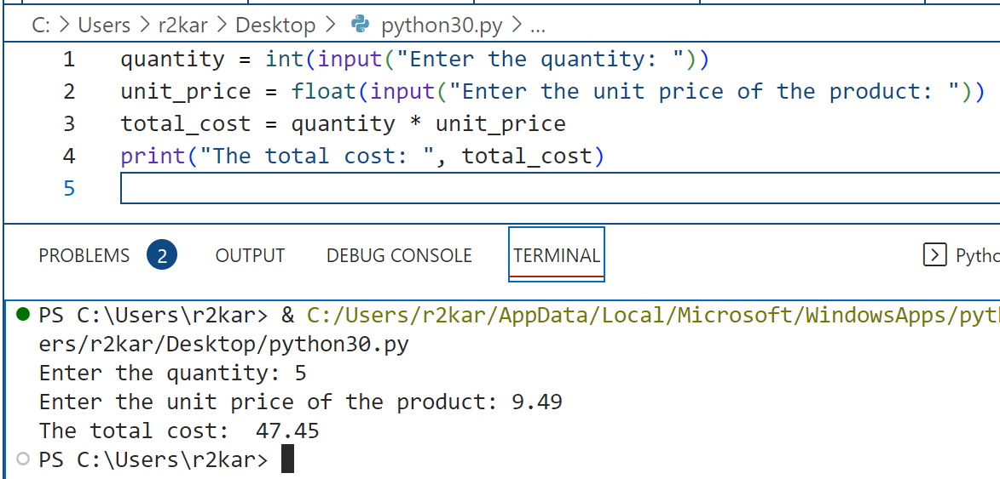 C: > Users > r2kar > Desktop > python30.py > ...
1 quantity = int(input("Enter the quantity: "))
2 unit_price = float(input("Enter the unit price of the product: "))
3 total_cost = quantity * unit_price
4 print("The total cost: ", total_cost)
5
PROBLEMS 2 OUTPUT DEBUG CONSOLE TERMINAL
PS C:\Users\r2kar> & C:/Users/r2kar/AppData/Local/Microsoft/WindowsApps/
ers/r2kar/Desktop/python30.py
Enter the quantity: 5
Enter the unit price of the product: 9.49
The total cost:  47.45
PS C:\Users\r2kar>